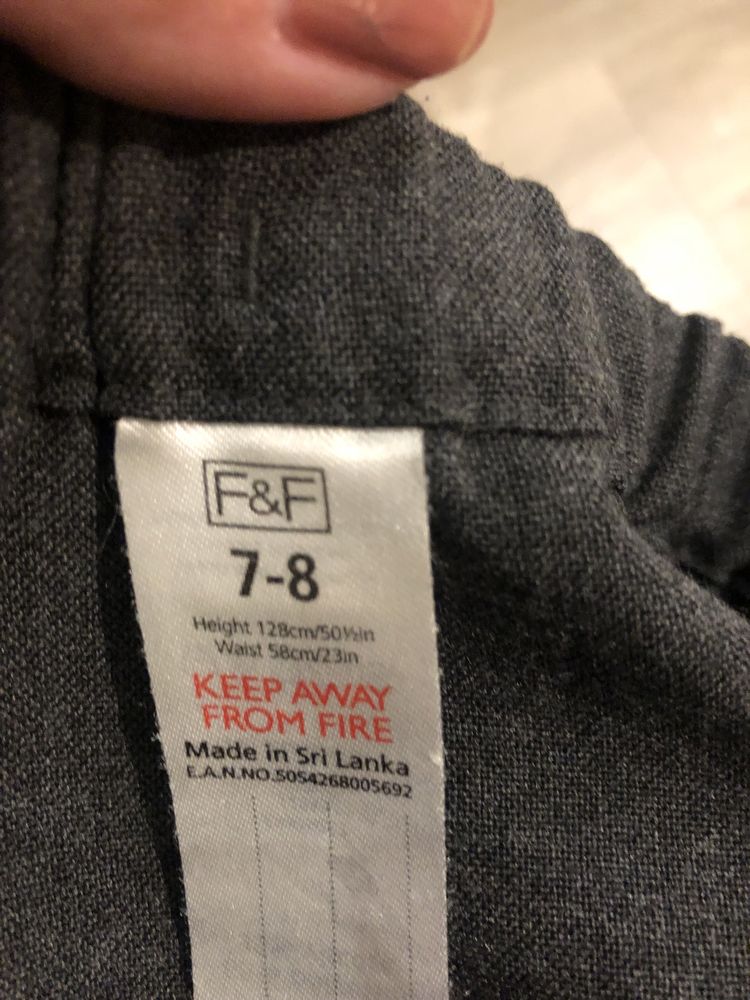 F&F
7-8
Height 128cm/50½in
Waist 58cm/23in
KEEP AWAY
FROM FIRE
Made in Sri Lanka
E.A.N.NO.5054268005692